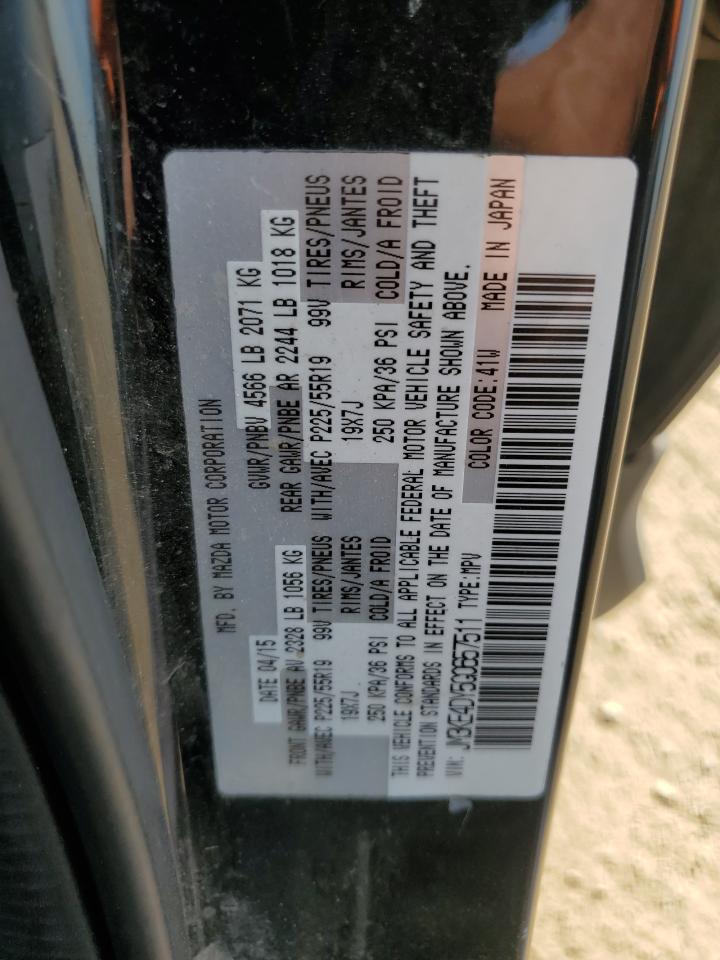 MFD. BY MAZDA MOTOR CORPORATION
DATE 04/15 GVWR/PNBV 4566 LB 2071 KG
FRONT GAWR/PNBE AV 2328 LB 1056 KG REAR GAWR/PNBE AR 2244 LB 1018 KG
WITH/AVEC P225/55R19 99V TIRES/PNEUS WITH/AVEC P225/55R19 99V TIRES/PNEUS
19X7J RIMS/JANTES 19X7J RIMS/JANTES
250 KPA/36 PSI COLD/A FROID 250 KPA/36 PSI COLD/A FROID
THIS VEHICLE CONFORMS TO ALL APPLICABLE FEDERAL MOTOR VEHICLE SAFETY AND THEFT
PREVENTION STANDARDS IN EFFECT ON THE DATE OF MANUFACTURE SHOWN ABOVE.
VIN: JM3KE4DY5G0657511 TYPE:MPV COLOR CODE:41W MADE IN JAPAN